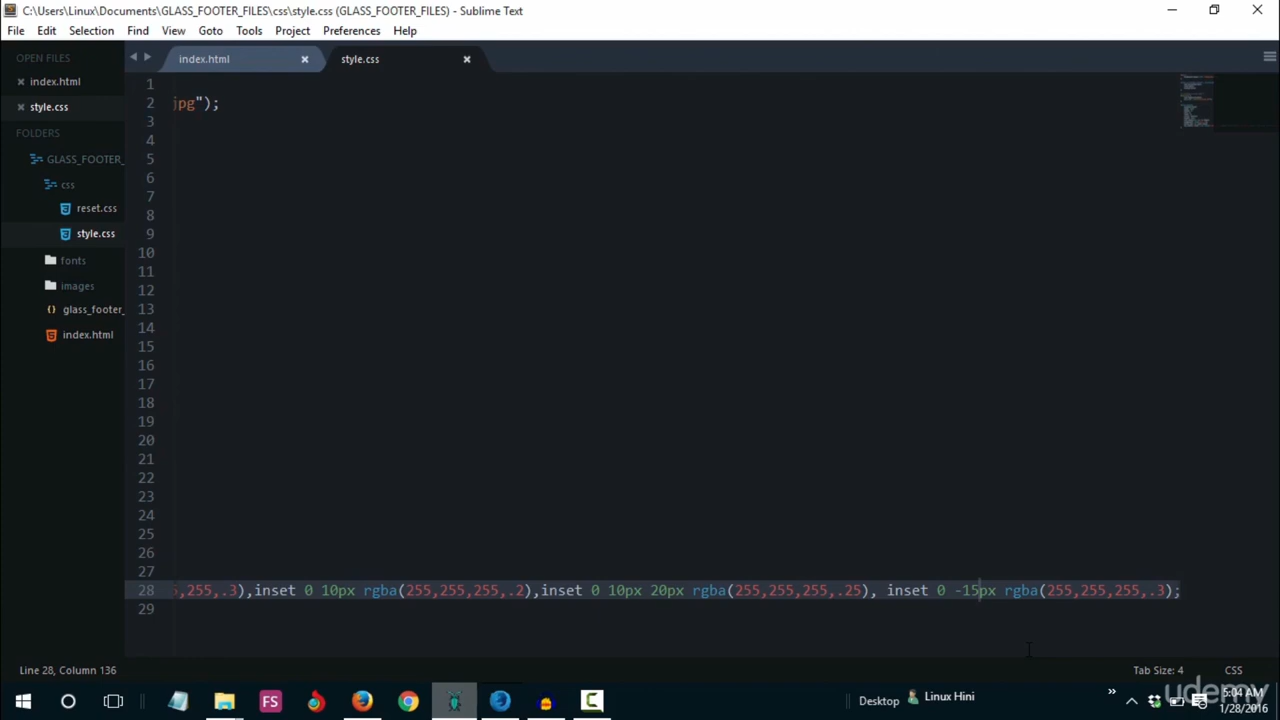 C:\Users\Linux\Documents\GLASS_FOOTER_FILES\css\style.css (GLASS_FOOTER_FILES) - Sublime Text
File Edit Selection Find View Goto Tools Project Preferences Help
OPEN FILES
index.html
style.css
FOLDERS
GLASS_FOOTER_
css
reset.css
style.css
fonts
images
glass_footer_
index.html
index.html
style.css
1
2 jpg");
3
4
5
6
7
8
9
10
11
12
13
14
15
16
17
18
19
20
21
22
23
24
25
26
27
28 ,255,.3),inset 0 10px rgba(255,255,255,.2),inset 0 10px 20px rgba(255,255,255,.25), inset 0 -15px rgba(255,255,255,.3);
29
Line 28, Column 136
Tab Size: 4 CSS
FS
Desktop
Linux Hini
5:04 AM
1/28/2016
udemy